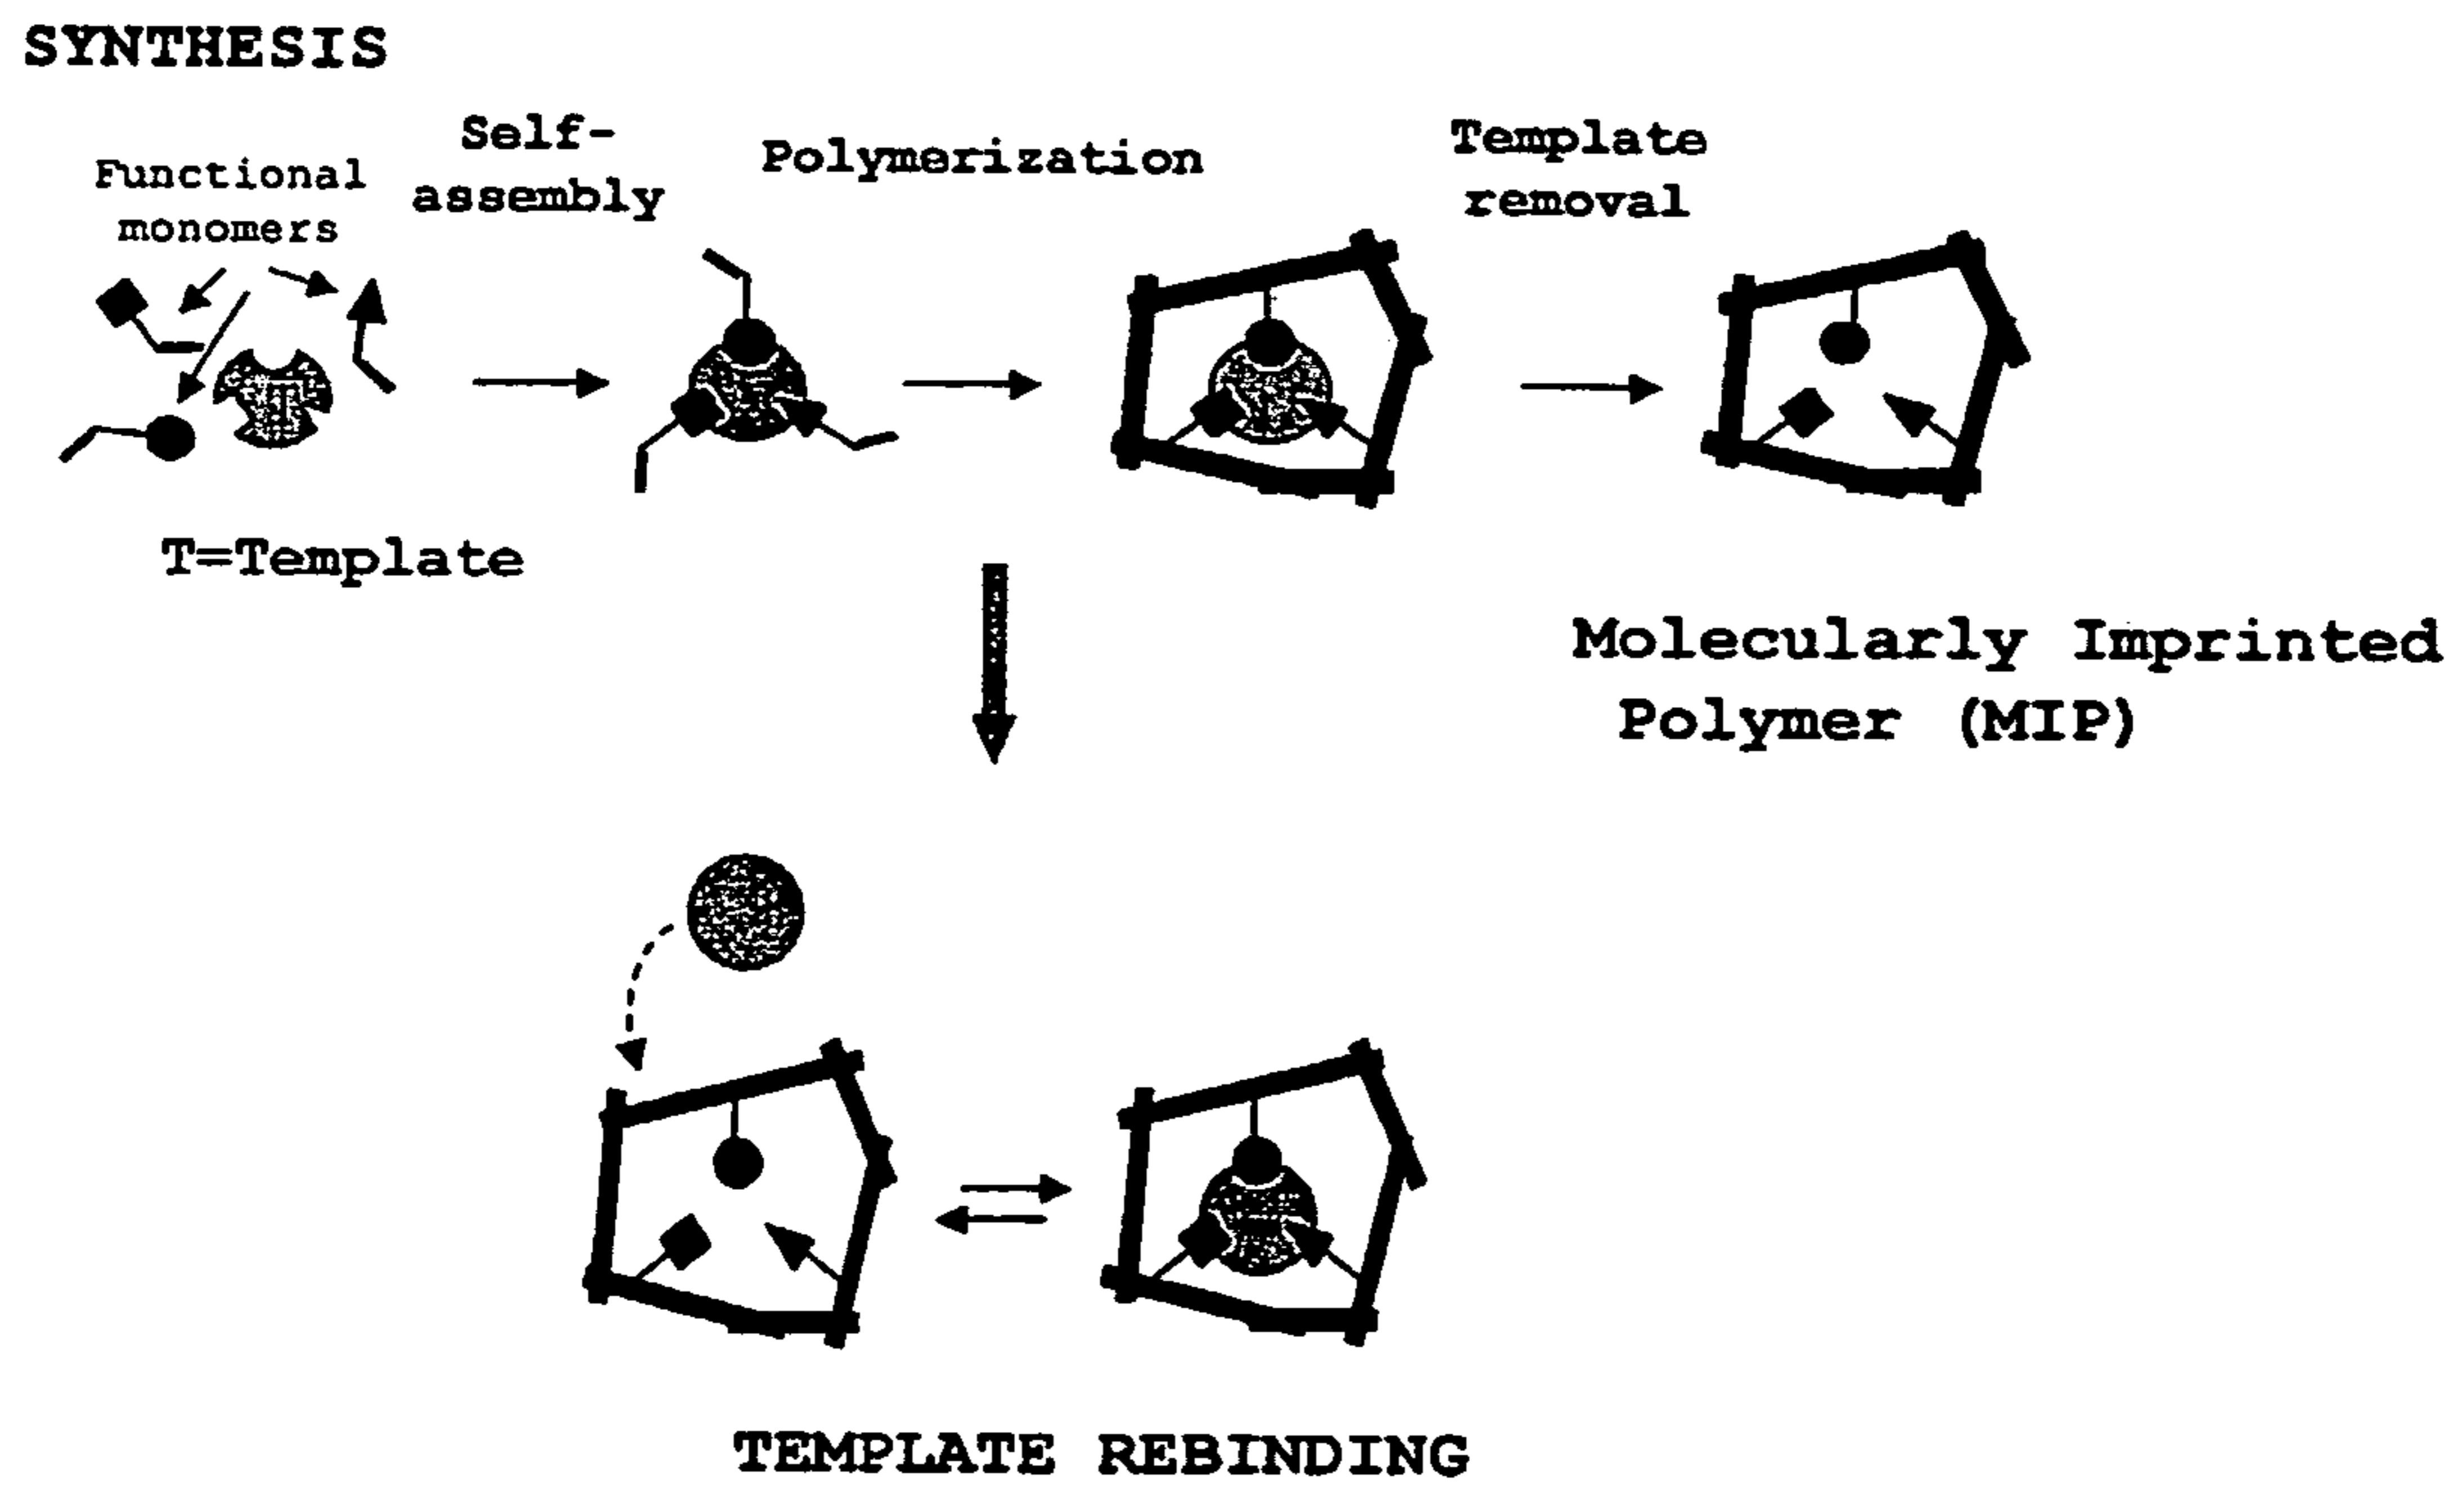 SYNTHESIS
Functional
monomers
Self-
assembly
Polymerization
Template
removal
T
T=Template
Molecularly Imprinted
Polymer (MIP)
TEMPLATE REBINDING